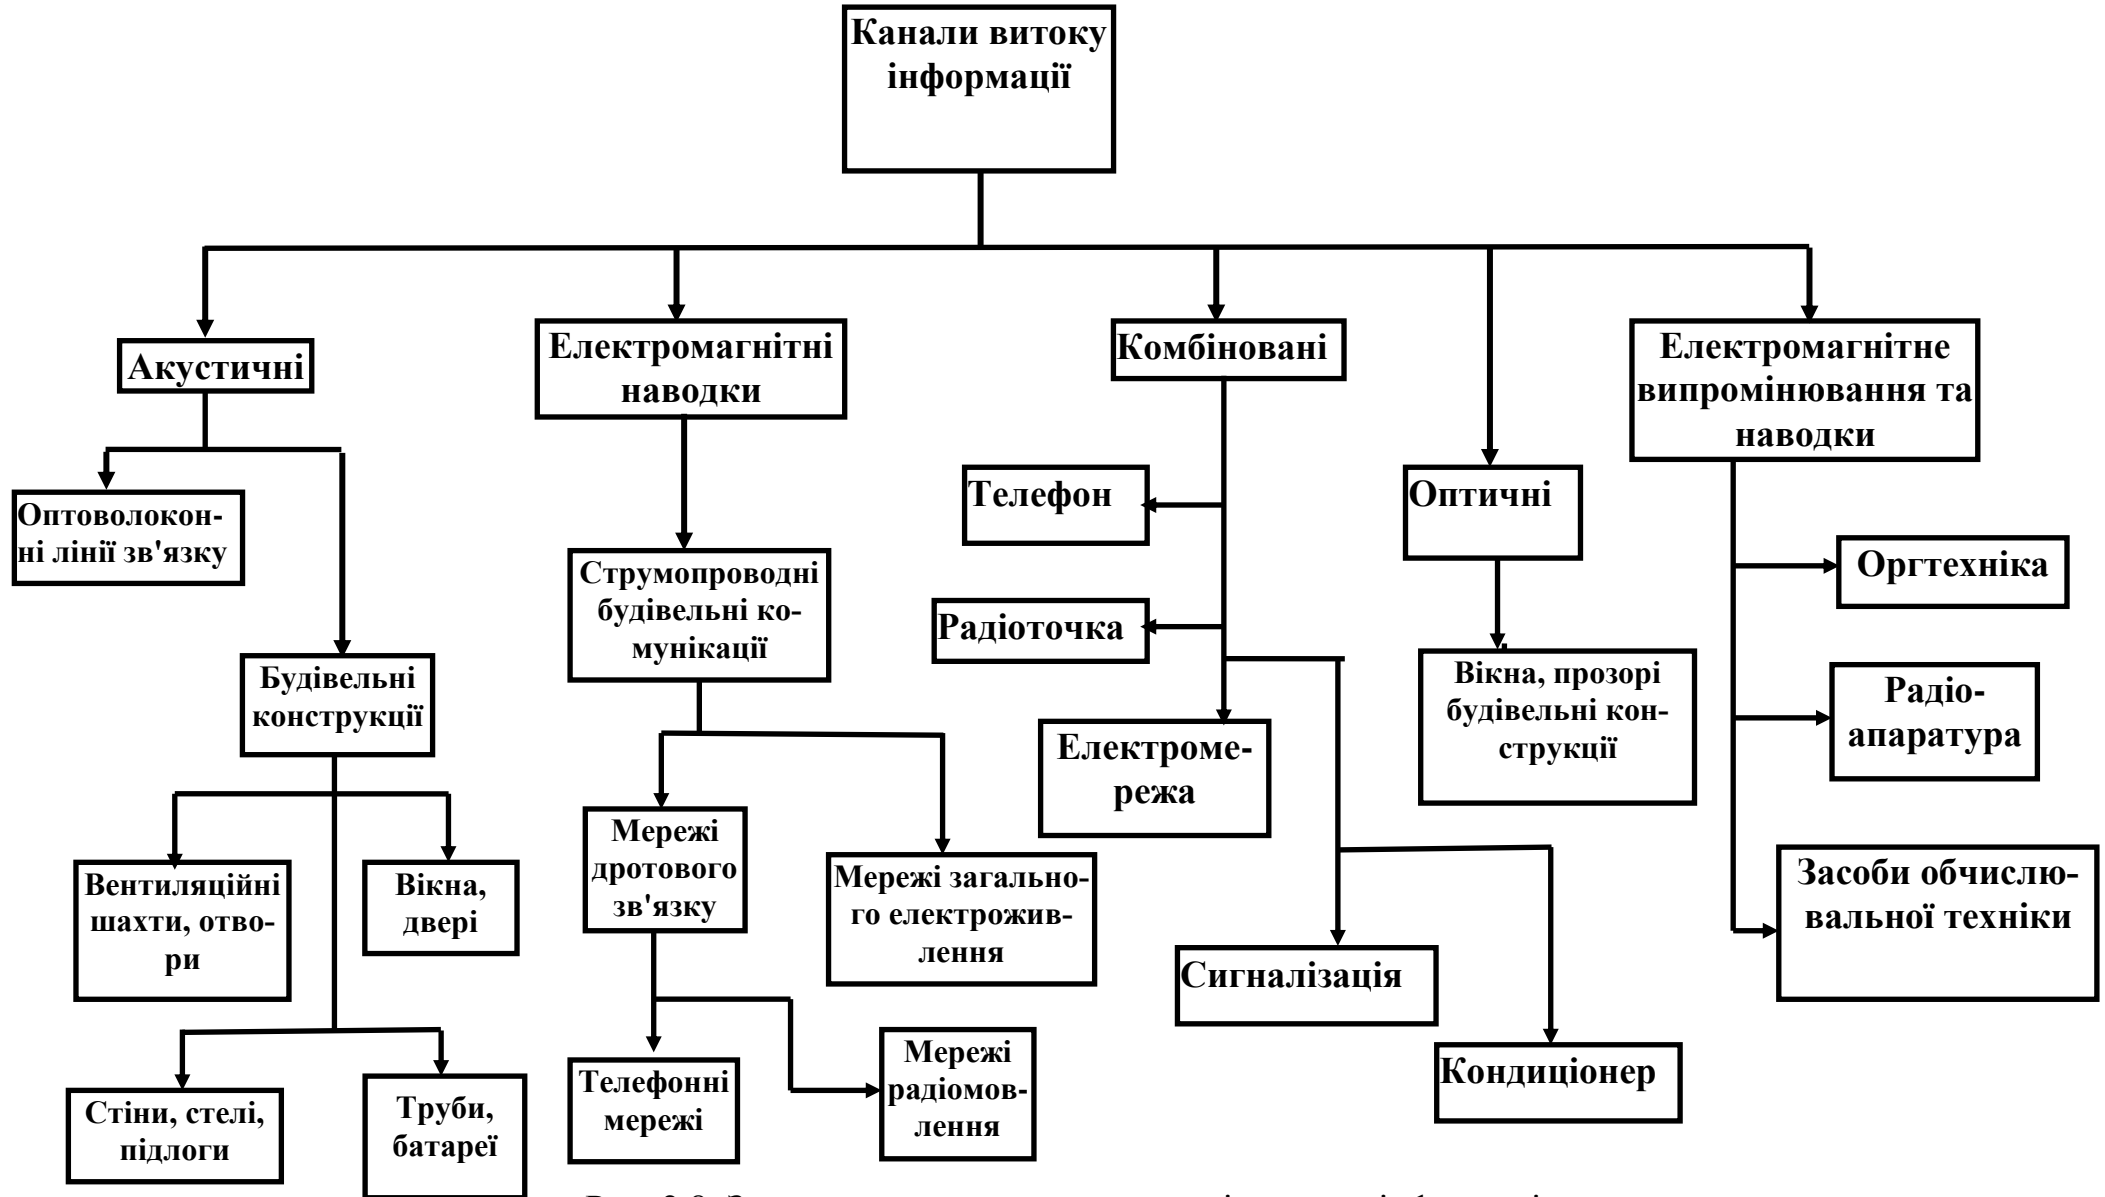 Канали витоку
інформації
Акустичні
Електромагнітні
наводки
Комбіновані
Електромагнітне
випромінювання та
наводки
Оптоволокон-
ні лінії зв'язку
Телефон
Оптичні
Оргтехніка
Струмопроводні
будівельні ко-
мунікації
Радіоточка
Будівельні
конструкції
Вікна, прозорі
будівельні кон-
струкції
Радіо-
апаратура
Електроме-
режа
Мережі
дротового
зв'язку
Вентиляційні
шахти, отво-
ри
Вікна,
двері
Мережі загально-
го електрожив-
лення
Засоби обчислю-
вальної техніки
Сигналізація
Стіни, стелі,
підлоги
Труби,
батареї
Телефонні
мережі
Мережі
радіомов-
лення
Кондиціонер